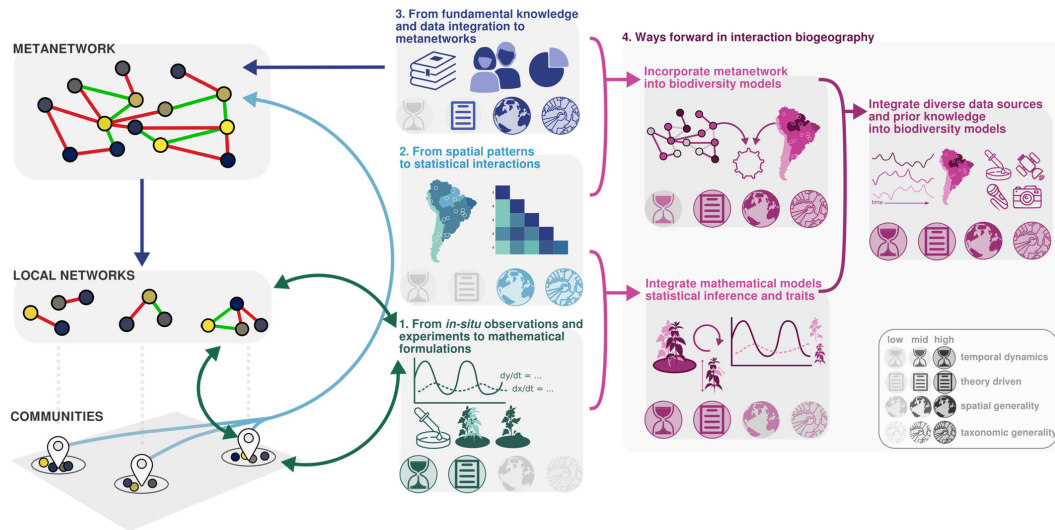 METANETWORK
LOCAL NETWORKS
COMMUNITIES
3. From fundamental knowledge
and data integration to
metanetworks
2. From spatial patterns
to statistical interactions
1. From in-situ observations and
experiments to mathematical
formulations
dy/dt = ...
dx/dt = ...
4. Ways forward in interaction biogeography
Incorporate metanetwork
into biodiversity models
Integrate mathematical models
statistical inference and traits
Integrate diverse data sources
and prior knowledge
into biodiversity models
time
low mid high
temporal dynamics
theory driven
spatial generality
taxonomic generality